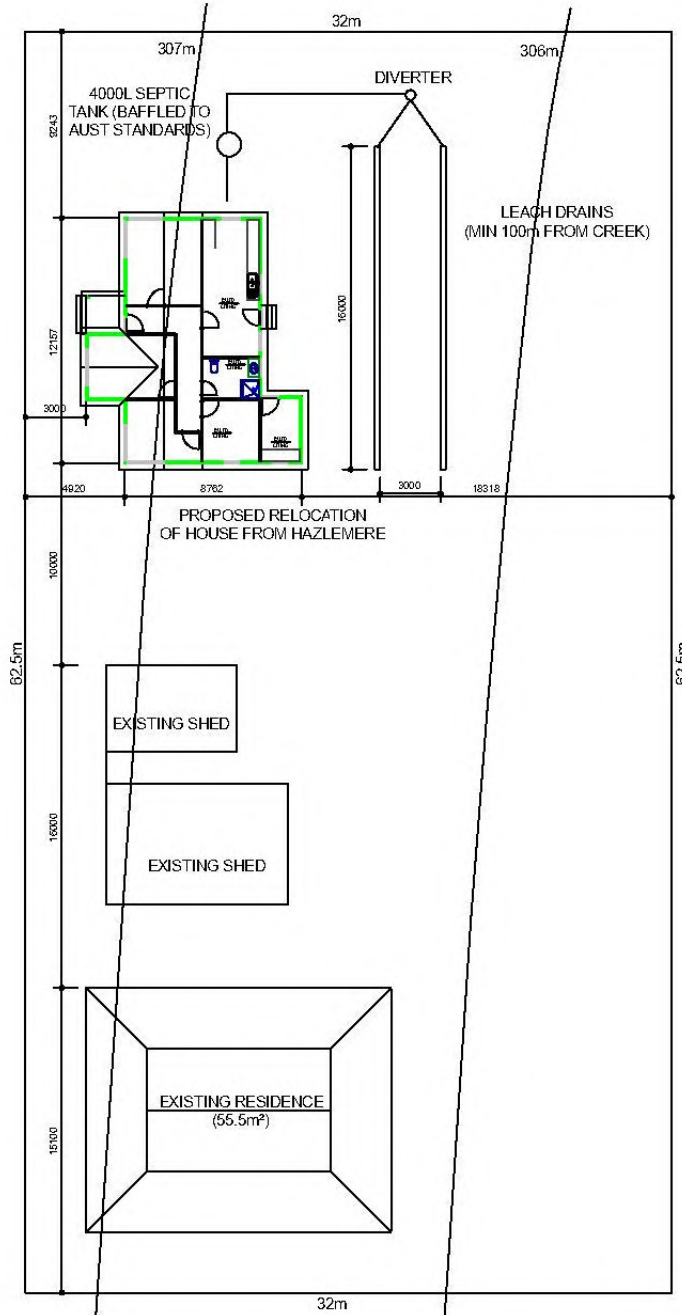 32m
307m
306m
DIVERTER
4000L SEPTIC
TANK (BAFFLED TO
AUST STANDARDS)
9243
LEACH DRAINS
(MIN 100m FROM CREEK)
16000
12157
3000
4920
8762
3000
18318
PROPOSED RELOCATION
OF HOUSE FROM HAZLEMERE
10000
62.5m
62.5m
EXISTING SHED
16000
EXISTING SHED
EXISTING RESIDENCE
(55.5m²)
15100
32m